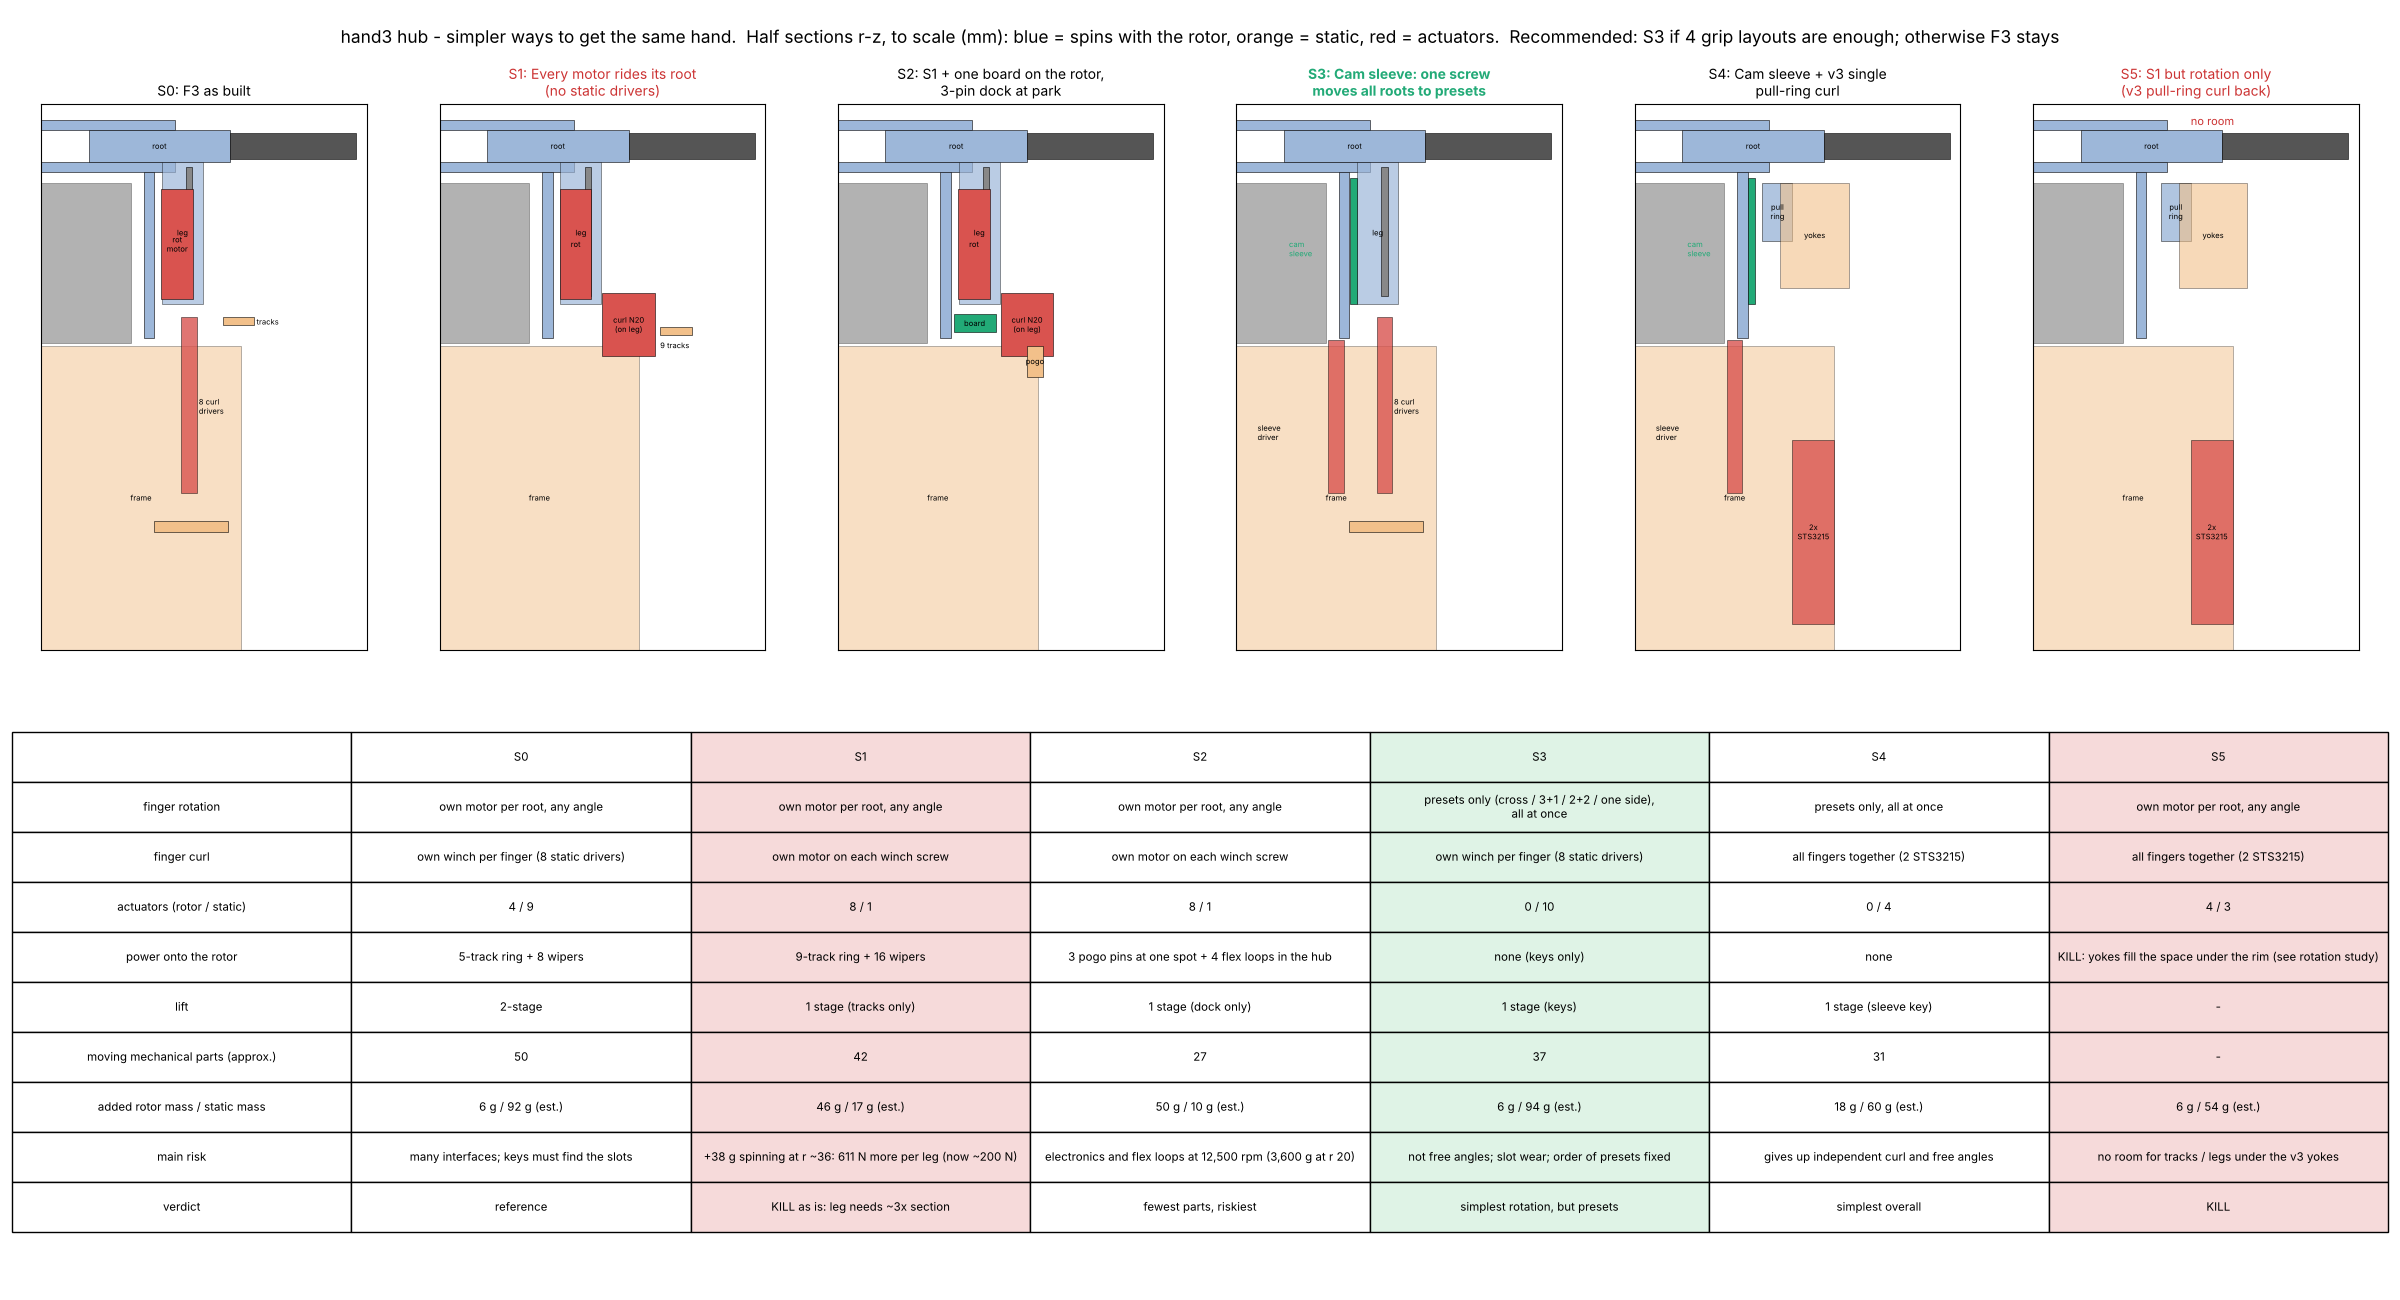 hand3 hub - simpler ways to get the same hand.  Half sections r-z, to scale (mm): blue = spins with the rotor, orange = static, red = actuators.  Recommended: S3 if 4 grip layouts are enough; otherwise F3 stays
S0: F3 as built
root
leg
rot
motor
tracks
8 curl
drivers
frame
S1: Every motor rides its root
(no static drivers)
root
leg
rot
curl N20
(on leg)
9 tracks
frame
S2: S1 + one board on the rotor,
3-pin dock at park
root
leg
rot
board
curl N20
(on leg)
pogo
frame
S3: Cam sleeve: one screw
moves all roots to presets
root
leg
cam
sleeve
8 curl
drivers
sleeve
driver
frame
S4: Cam sleeve + v3 single
pull-ring curl
root
pull
ring
yokes
cam
sleeve
sleeve
driver
frame
2x
STS3215
S5: S1 but rotation only
(v3 pull-ring curl back)
no room
root
pull
ring
yokes
frame
2x
STS3215
S0 S1 S2 S3 S4 S5
finger rotation
own motor per root, any angle
own motor per root, any angle
own motor per root, any angle
presets only (cross / 3+1 / 2+2 / one side),
all at once
presets only, all at once
own motor per root, any angle
finger curl
own winch per finger (8 static drivers)
own motor on each winch screw
own motor on each winch screw
own winch per finger (8 static drivers)
all fingers together (2 STS3215)
all fingers together (2 STS3215)
actuators (rotor / static)
4 / 9
8 / 1
8 / 1
0 / 10
0 / 4
4 / 3
power onto the rotor
5-track ring + 8 wipers
9-track ring + 16 wipers
3 pogo pins at one spot + 4 flex loops in the hub
none (keys only)
none
KILL: yokes fill the space under the rim (see rotation study)
lift
2-stage
1 stage (tracks only)
1 stage (dock only)
1 stage (keys)
1 stage (sleeve key)
-
moving mechanical parts (approx.)
50
42
27
37
31
-
added rotor mass / static mass
6 g / 92 g (est.)
46 g / 17 g (est.)
50 g / 10 g (est.)
6 g / 94 g (est.)
18 g / 60 g (est.)
6 g / 54 g (est.)
main risk
many interfaces; keys must find the slots
+38 g spinning at r ~36: 611 N more per leg (now ~200 N)
electronics and flex loops at 12,500 rpm (3,600 g at r 20)
not free angles; slot wear; order of presets fixed
gives up independent curl and free angles
no room for tracks / legs under the v3 yokes
verdict
reference
KILL as is: leg needs ~3x section
fewest parts, riskiest
simplest rotation, but presets
simplest overall
KILL